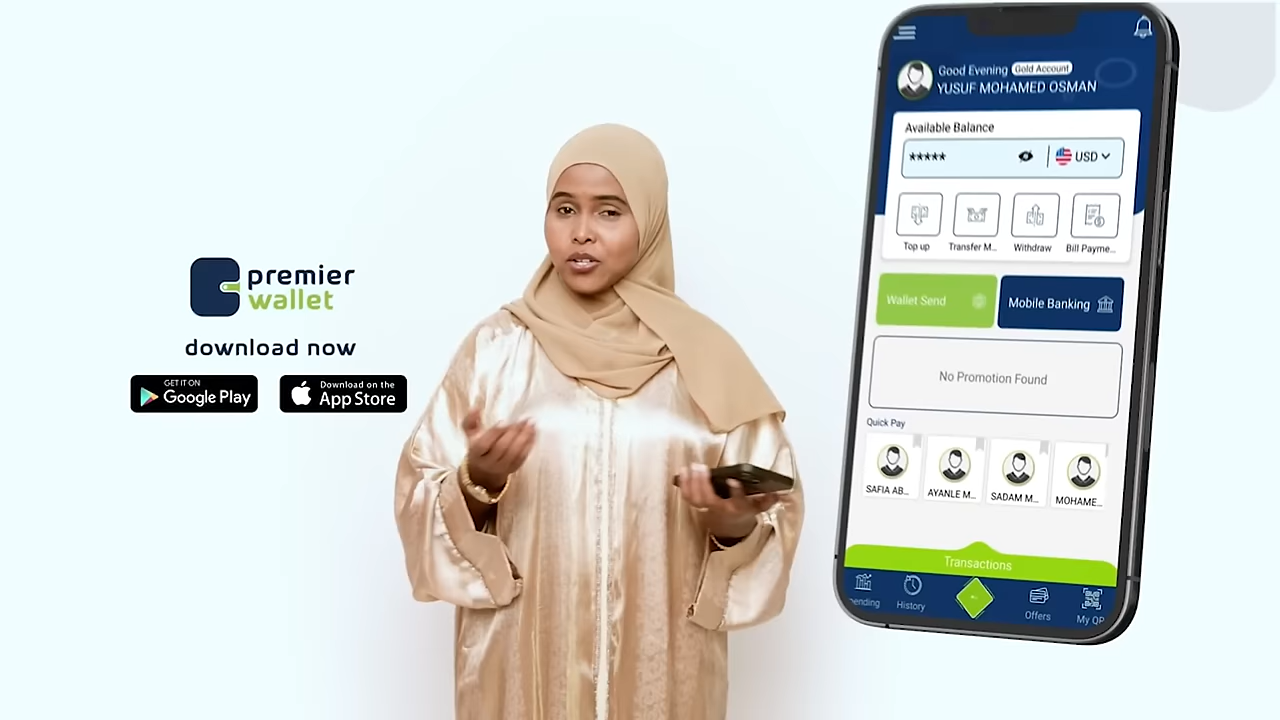 premier
wallet
download now
GET IT ON
Google Play
Download on the
App Store
Good Evening Gold Account
YUSUF MOHAMED OSMAN
Available Balance
***** USD
Top up Transfer M... Withdraw Bill Payme...
Wallet Send Mobile Banking
No Promotion Found
Quick Pay
SAFIA AB... AYANLE M... SADAM M... MOHAME...
Transactions
ending History Offers My QR